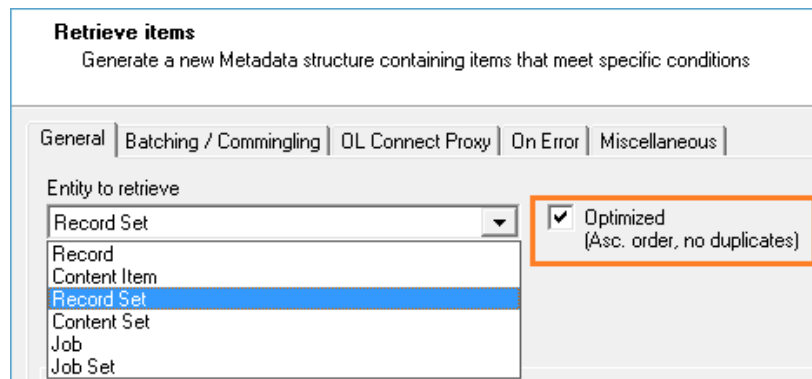 Retrieve items
Generate a new Metadata structure containing items that meet specific conditions
General Batching / Commingling OL Connect Proxy On Error Miscellaneous
Entity to retrieve
Record Set
Optimized
(Asc. order, no duplicates)
Record
Content Item
Record Set
Content Set
Job
Job Set